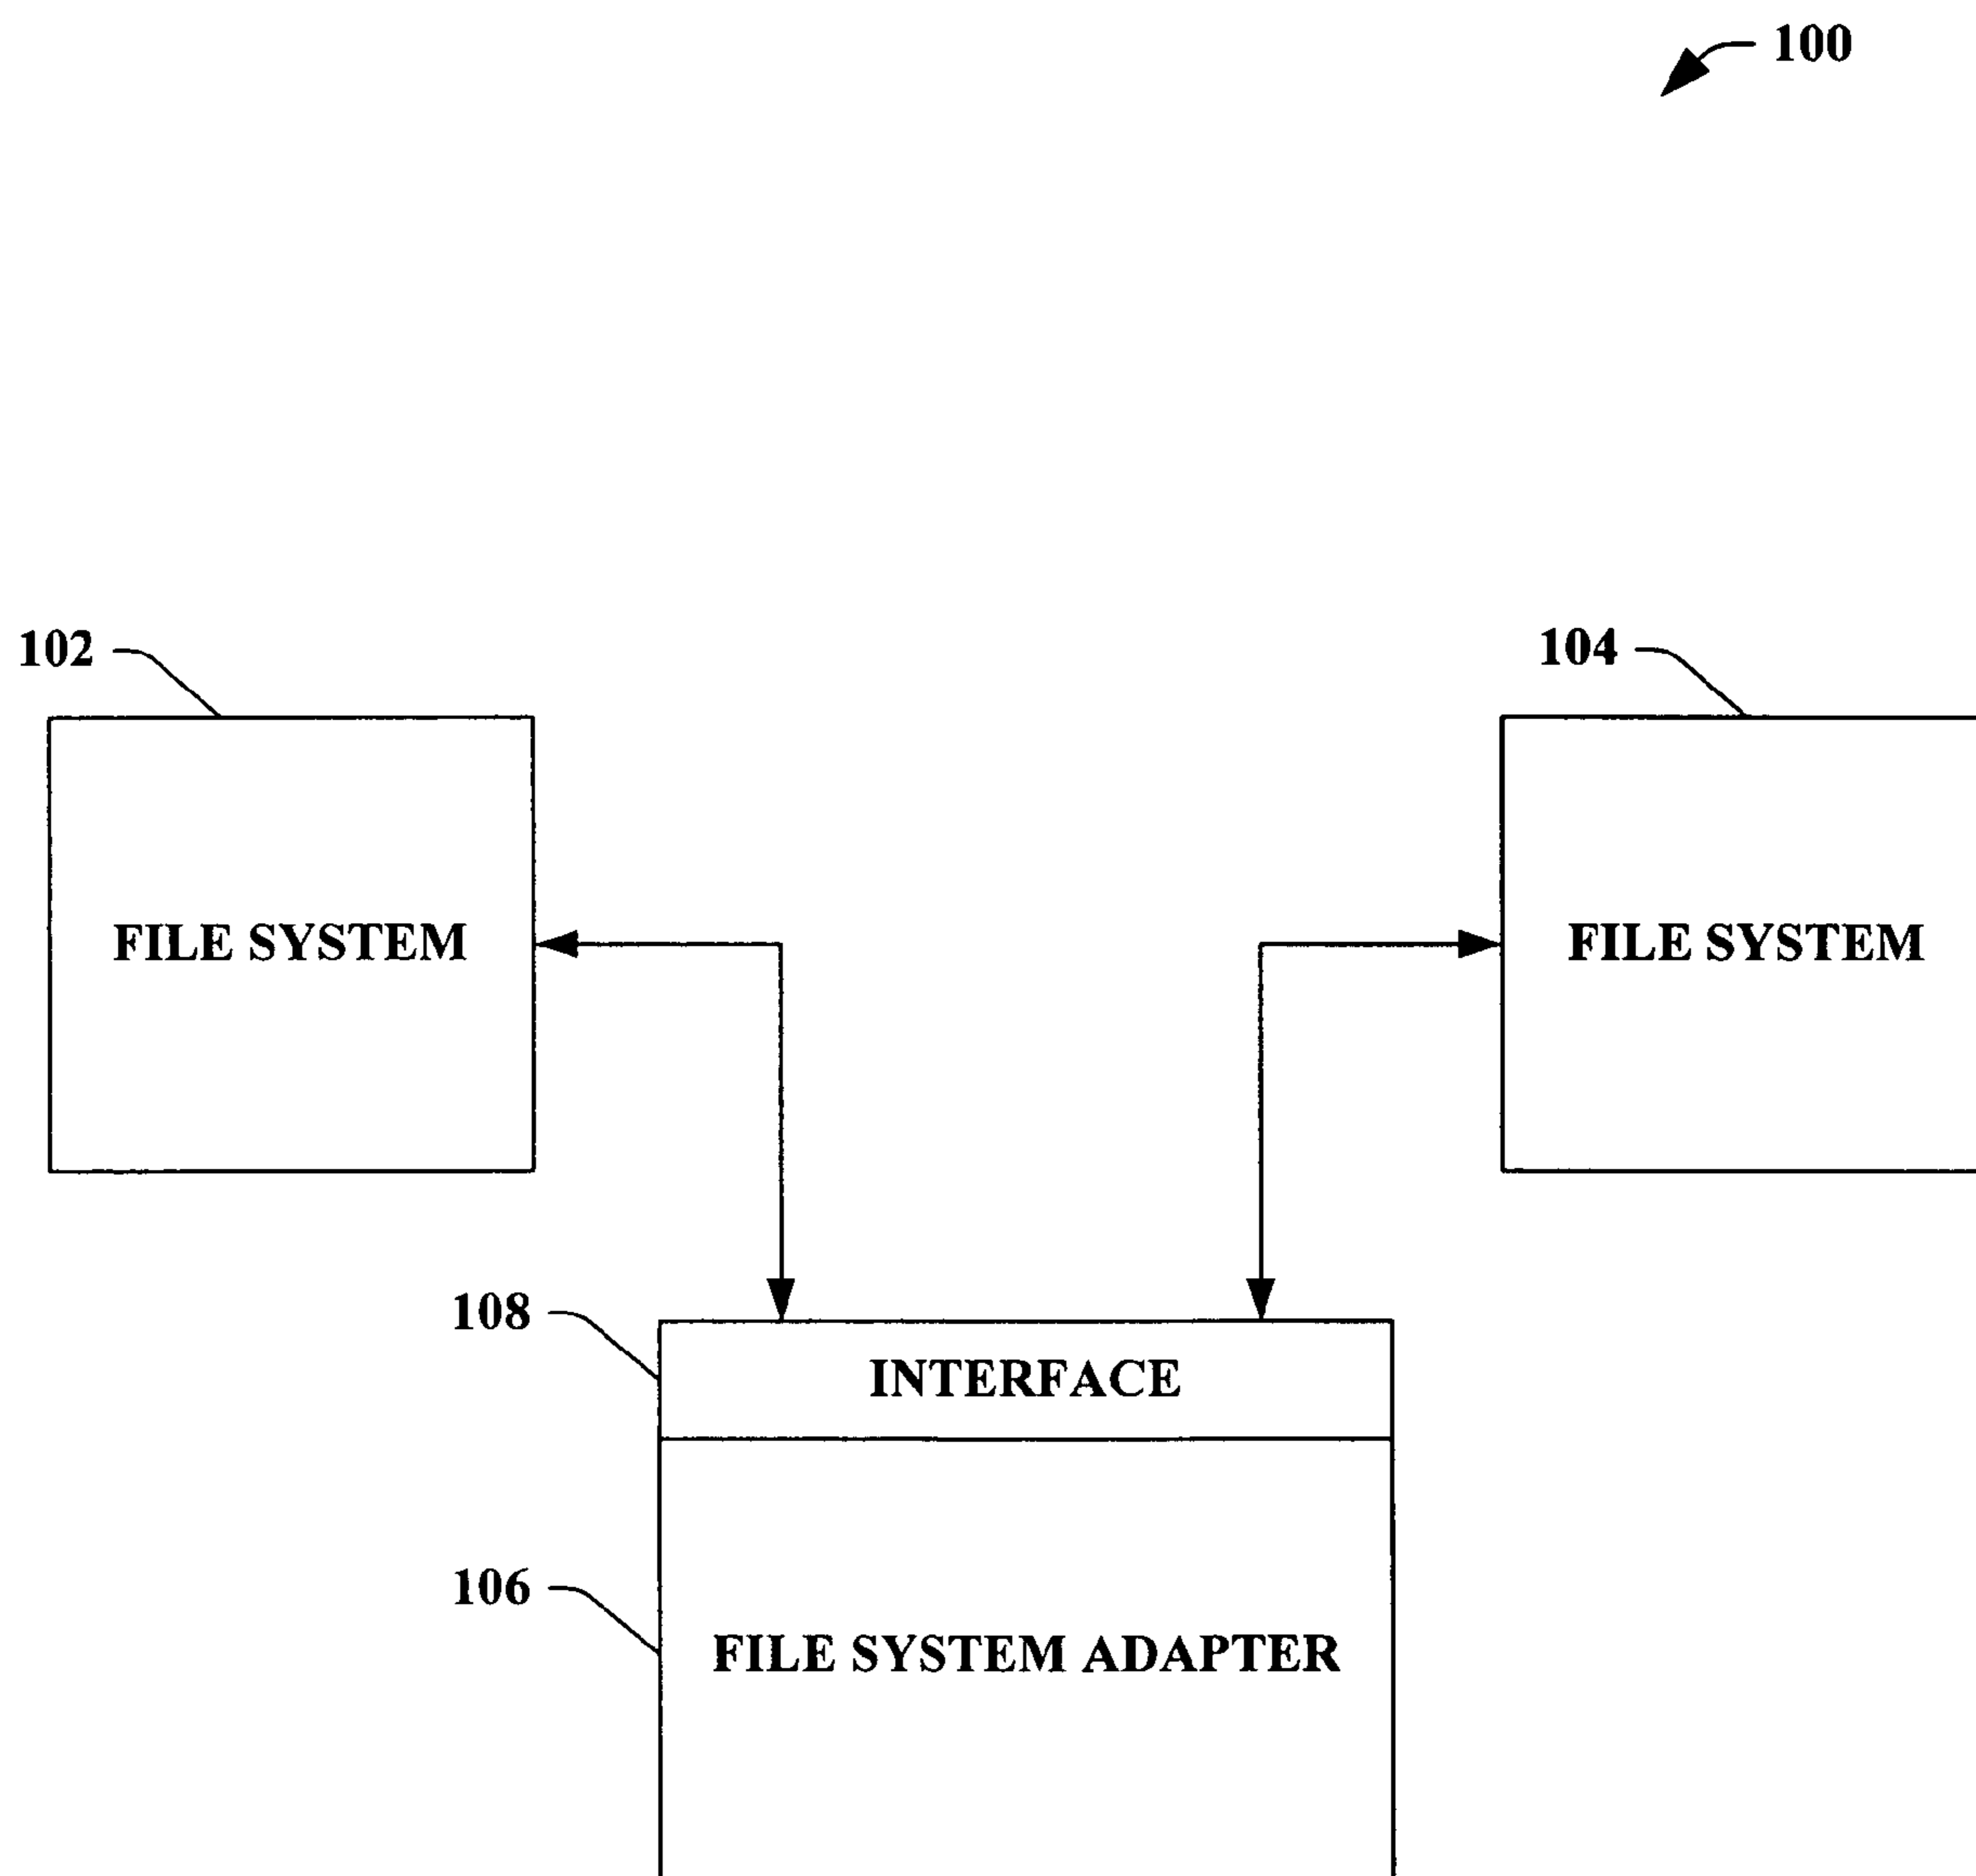 100
102
104
FILE SYSTEM
FILE SYSTEM
108
INTERFACE
106
FILE SYSTEM ADAPTER